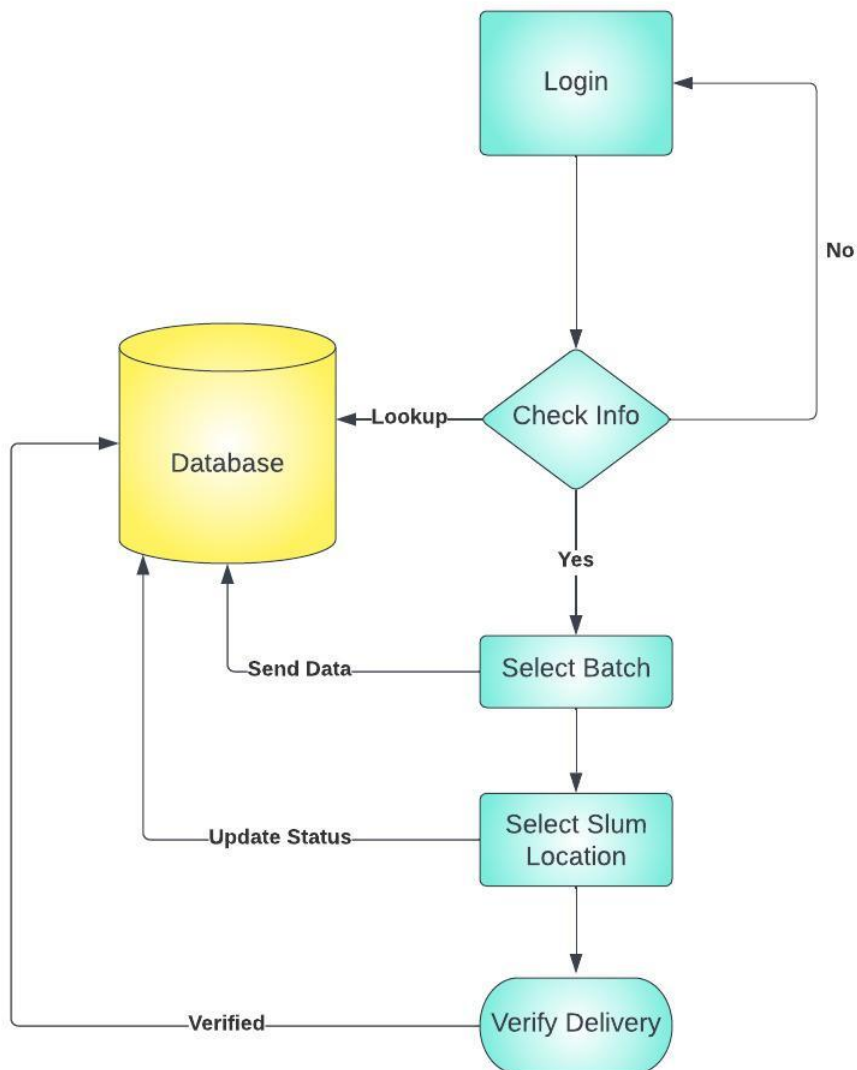 Login
No
Lookup
Check Info
Database
Yes
Send Data
Select Batch
Update Status
Select Slum
Location
Verified
Verify Delivery